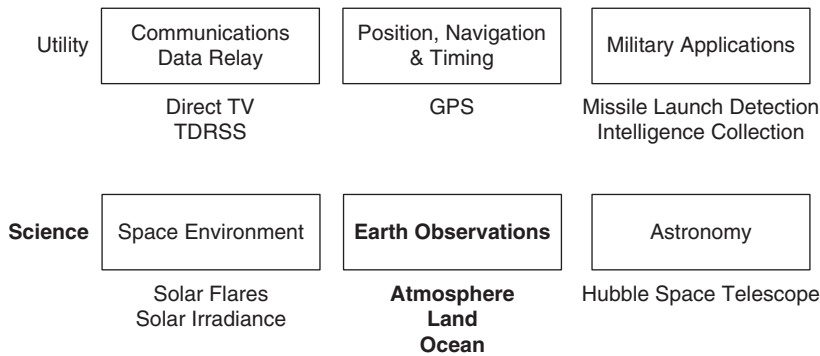 Utility
Communications
Data Relay
Position, Navigation
& Timing
Military Applications
Direct TV
TDRSS
GPS
Missile Launch Detection
Intelligence Collection
Science
Space Environment
Earth Observations
Astronomy
Solar Flares
Solar Irradiance
Atmosphere
Land
Ocean
Hubble Space Telescope